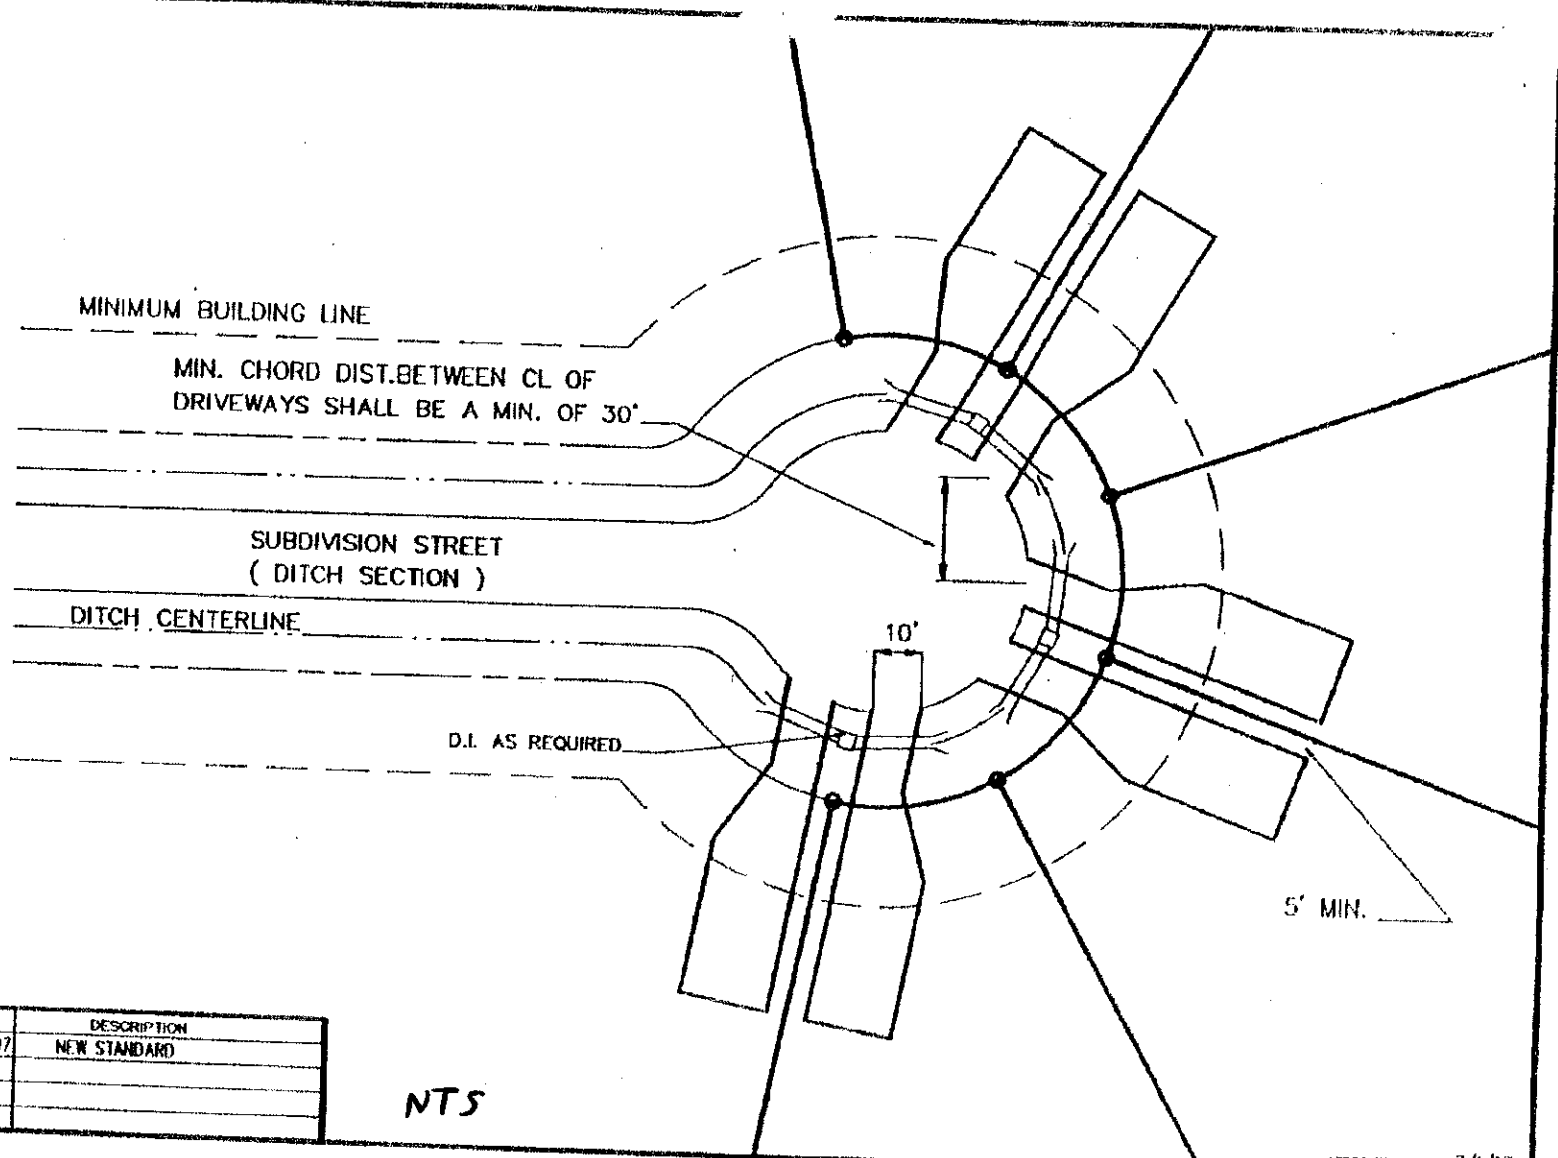 MINIMUM BUILDING LINE
MIN. CHORD DIST.BETWEEN CL OF
DRIVEWAYS SHALL BE A MIN. OF 30'
SUBDIVISION STREET
( DITCH SECTION )
DITCH CENTERLINE
10'
D.I. AS REQUIRED
5' MIN.
DESCRIPTION
NEW STANDARD
NTS